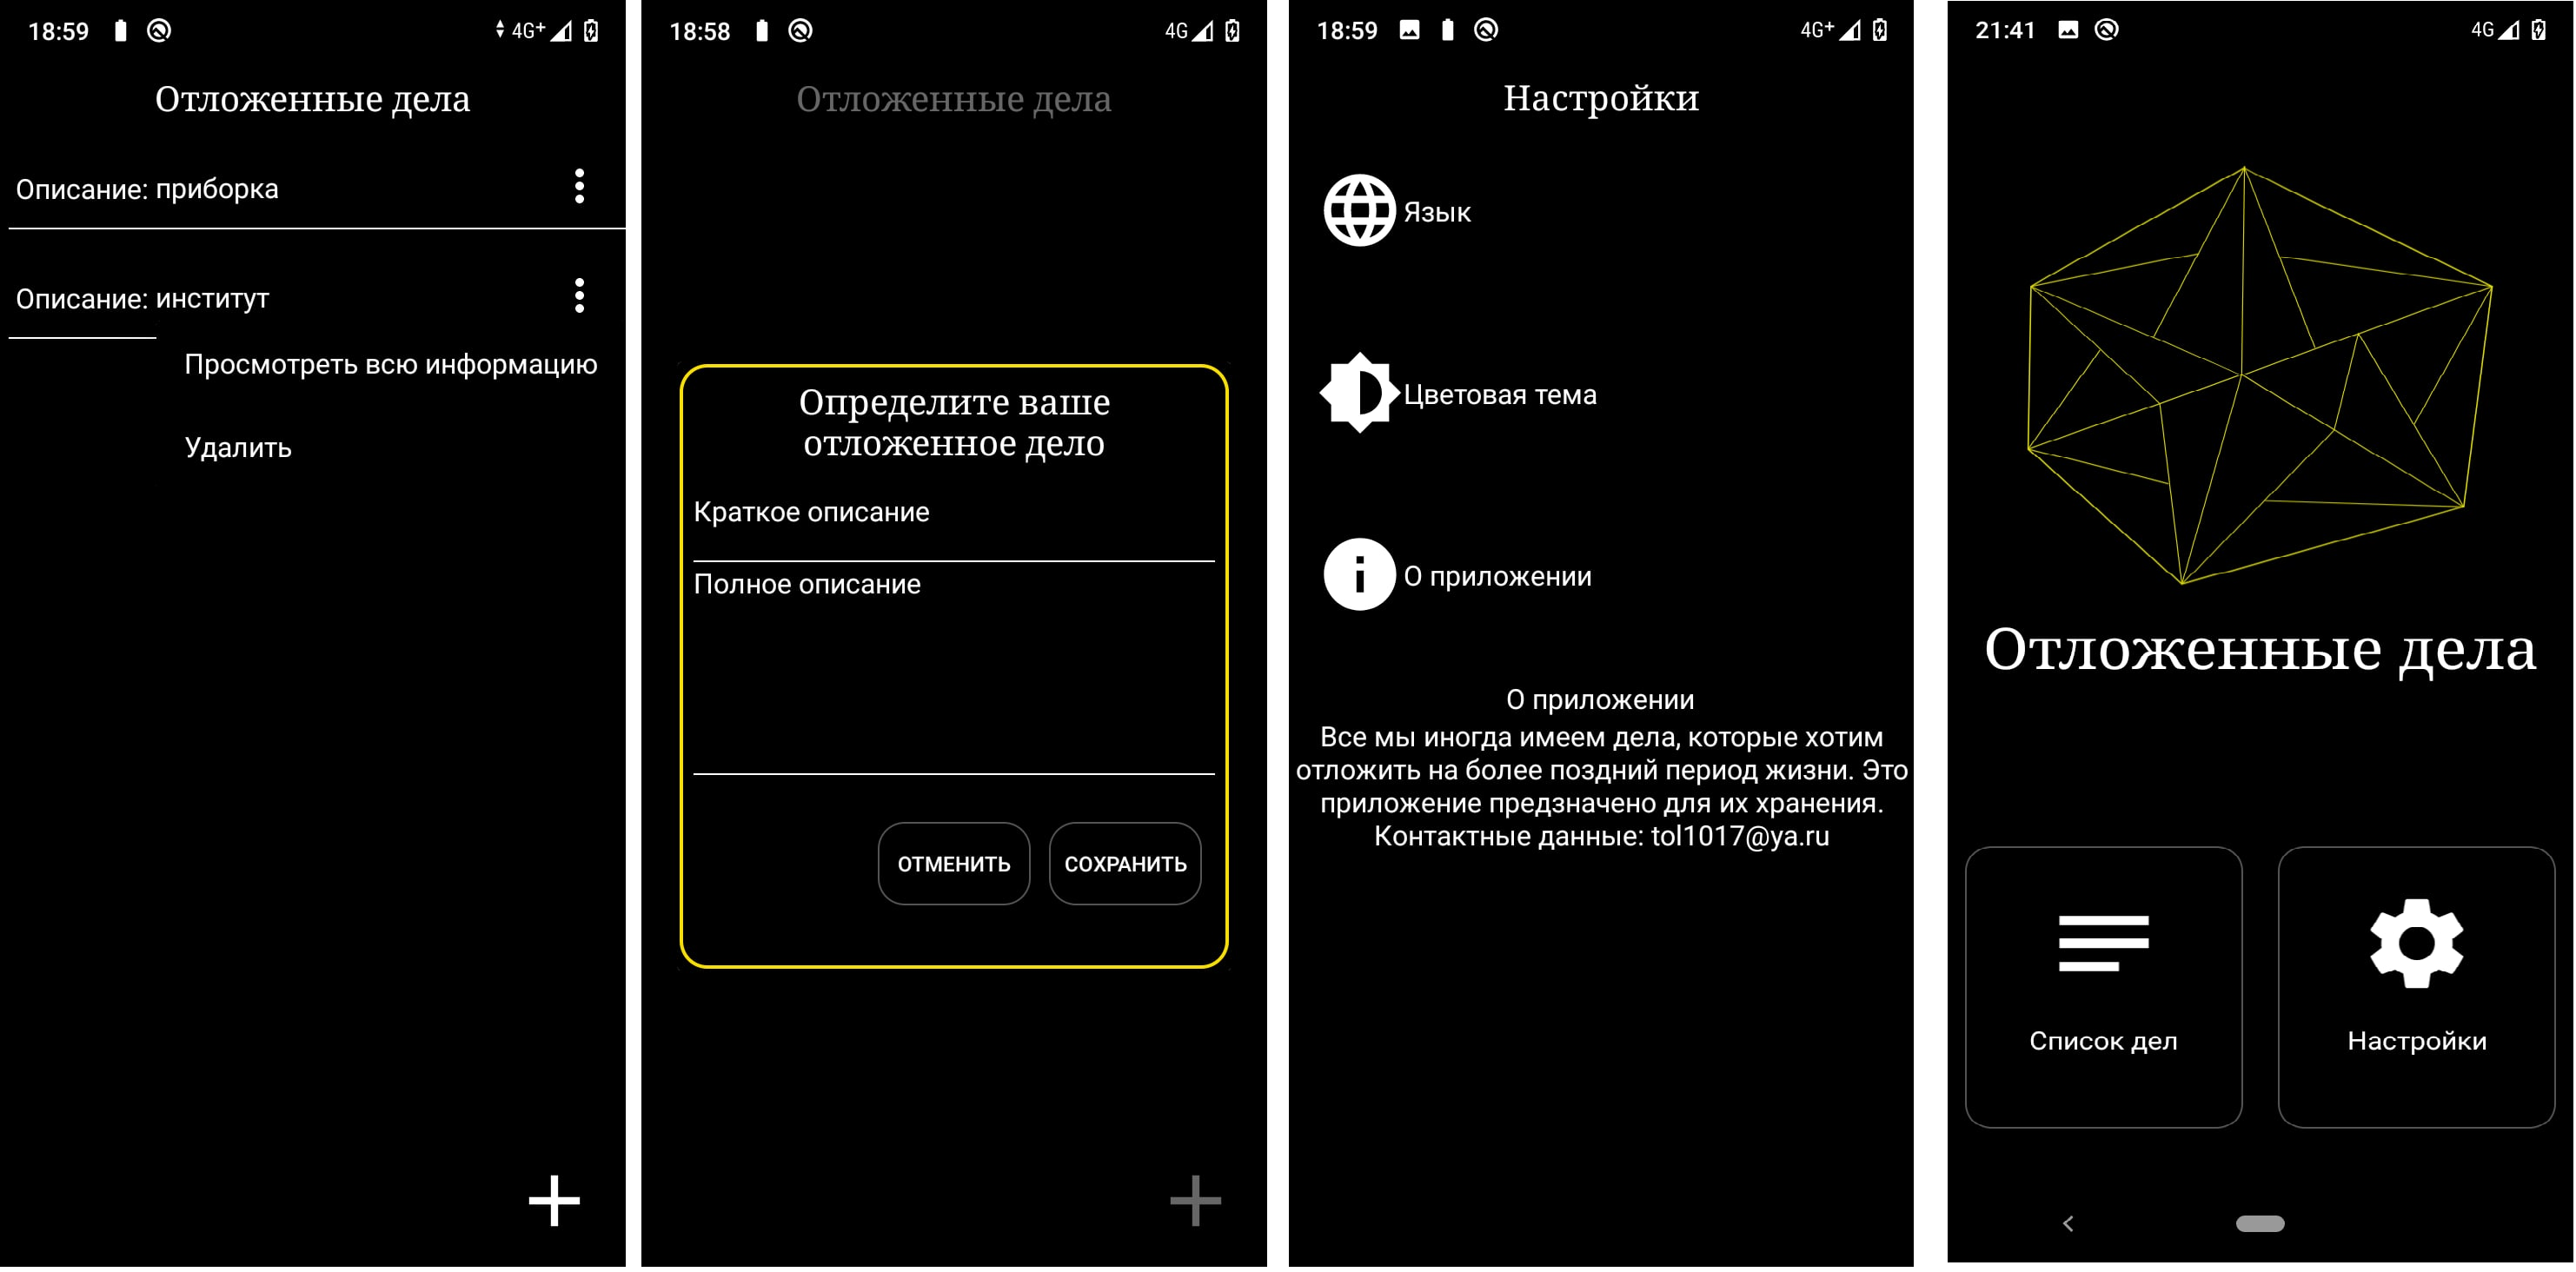 18:59
4G+
Отложенные дела
Описание: приборка
Описание: институт
Просмотреть всю информацию
Удалить
18:58
4G
Отложенные дела
Определите ваше
отложенное дело
Краткое описание
Полное описание
ОТМЕНИТЬ
СОХРАНИТЬ
18:59
4G+
Настройки
Язык
Цветовая тема
О приложении
О приложении
Все мы иногда имеем дела, которые хотим
отложить на более поздний период жизни. Это
приложение предзначено для их хранения.
Контактные данные: tol1017@ya.ru
21:41
4G
Отложенные дела
Список дел
Настройки